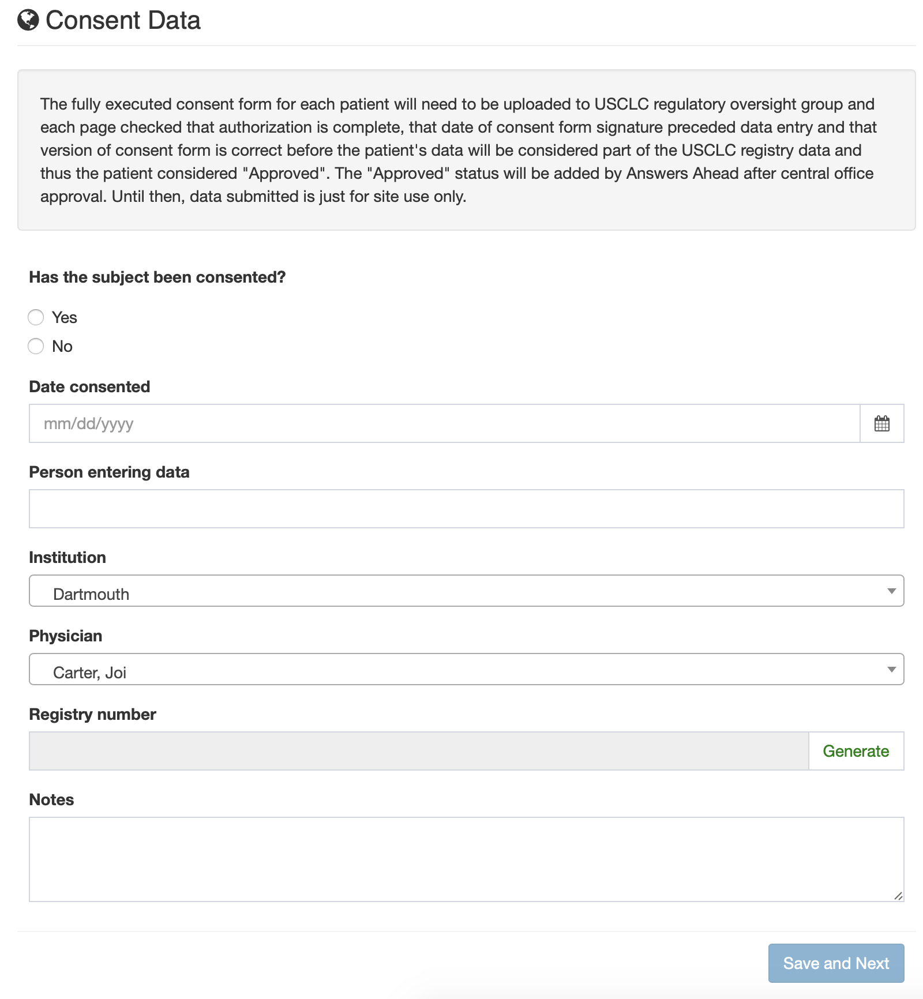 Consent Data
The fully executed consent form for each patient will need to be uploaded to USCLC regulatory oversight group and
each page checked that authorization is complete, that date of consent form signature preceded data entry and that
version of consent form is correct before the patient's data will be considered part of the USCLC registry data and
thus the patient considered "Approved". The "Approved" status will be added by Answers Ahead after central office
approval. Until then, data submitted is just for site use only.
Has the subject been consented?
Yes
No
Date consented
mm/dd/yyyy
Person entering data
Institution
Dartmouth
Physician
Carter, Joi
Registry number
Generate
Notes
Save and Next